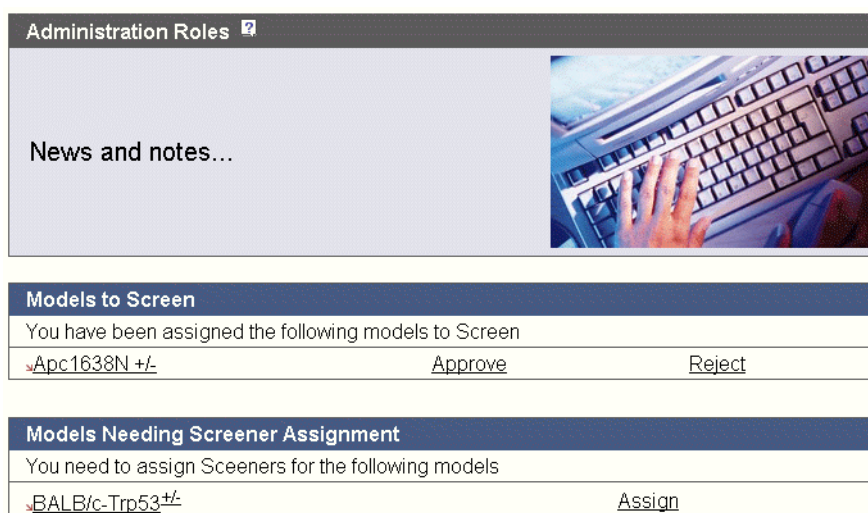 Administration Roles ?
News and notes...
Models to Screen
You have been assigned the following models to Screen
Apc1638N +/- Approve Reject
Models Needing Screener Assignment
You need to assign Sceeners for the following models
BALB/c-Trp53+/- Assign